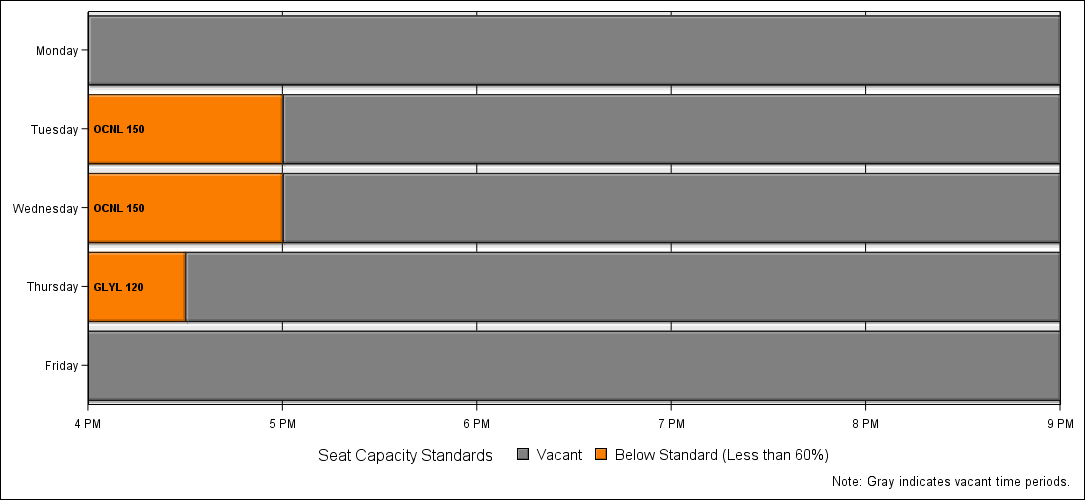 Monday
Tuesday
OCNL 150
Wednesday
OCNL 150
Thursday
GLYL 120
Friday
4 PM 5 PM 6 PM 7 PM 8 PM 9 PM
Seat Capacity Standards Vacant Below Standard (Less than 60%)
Note: Gray indicates vacant time periods.